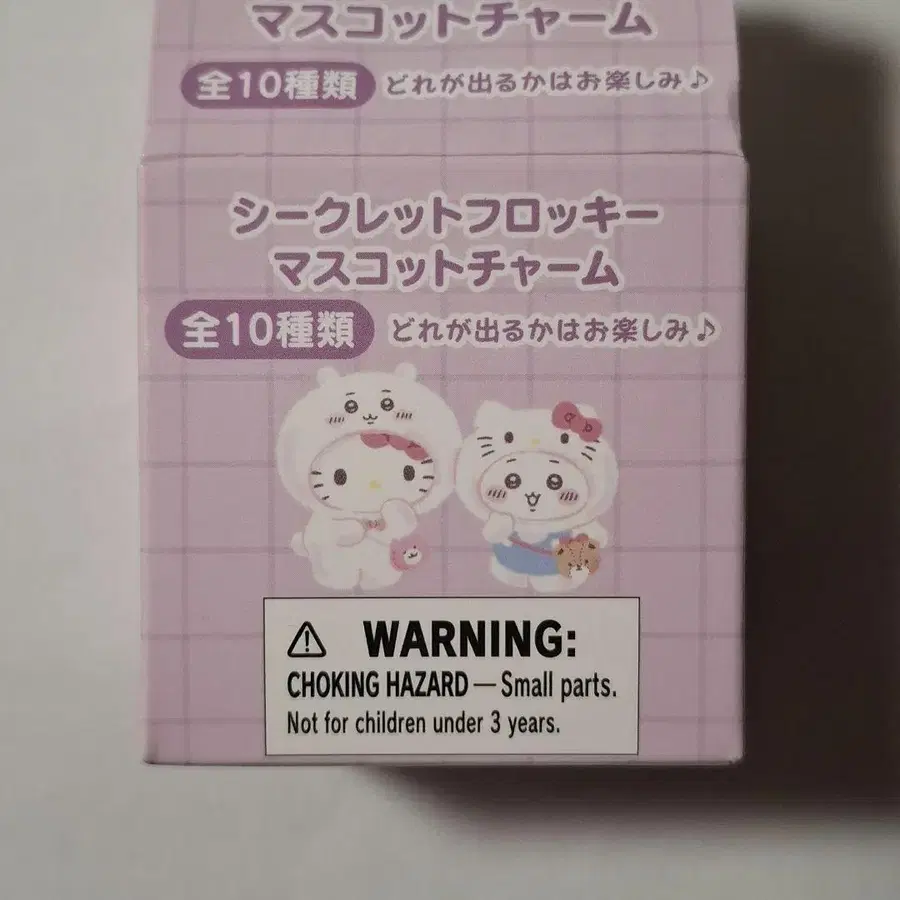 マスコットチャーム
全10種類 どれが出るかはお楽しみ♪
シークレットフロッキー
マスコットチャーム
全10種類 どれが出るかはお楽しみ♪
WARNING:
CHOKING HAZARD — Small parts.
Not for children under 3 years.